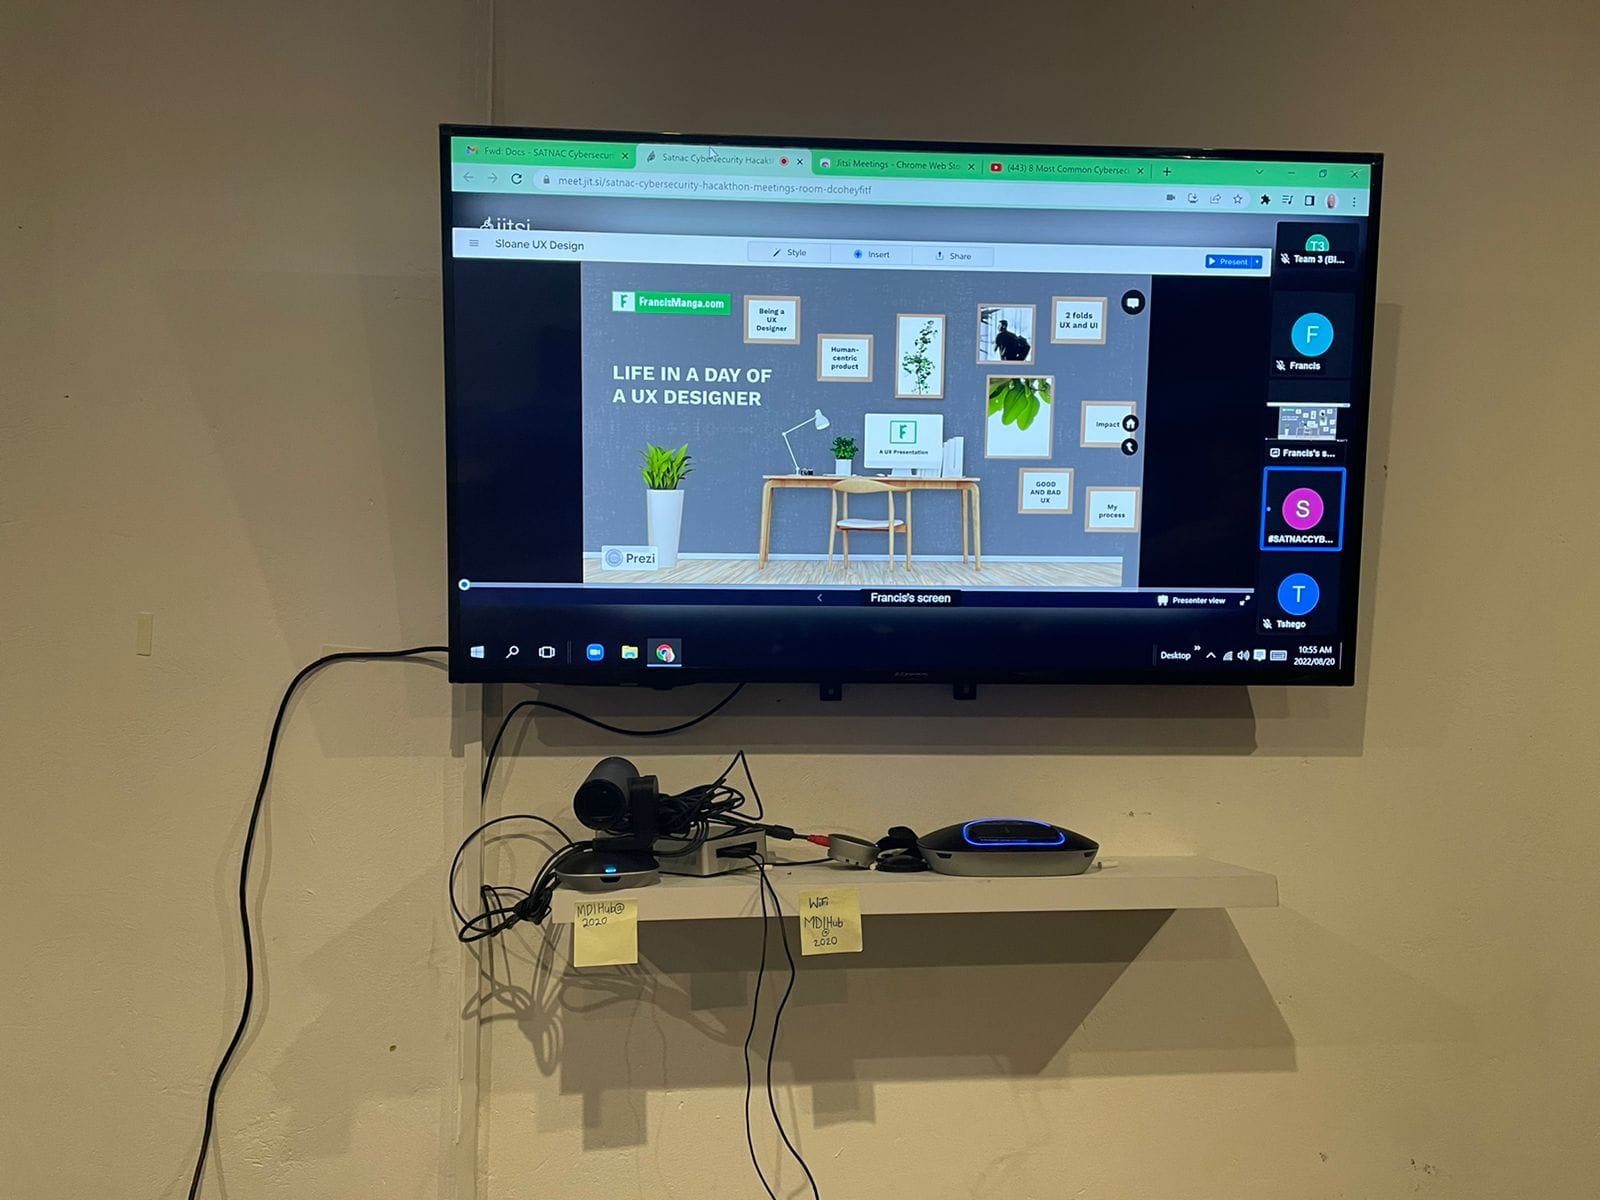 Fwd: Docs - SATNAC Cybersecuri
Satnac Cybersecurity Hacakt
Jitsi Meetings - Chrome Web Sto
(443) 8 Most Common Cybersec
meet.jit.si/satnac-cybersecurity-hacakthon-meetings-room-dcoheyfitf
jitsi
Sloane UX Design
Style
Insert
Share
Present
F FrancisManga.com
Being a
UX
Designer
Human-
centric
product
2 folds
UX and UI
LIFE IN A DAY OF
A UX DESIGNER
Impact
F
A UX Presentation
GOOD
AND BAD
UX
My
process
Prezi
Francis's screen
Presenter view
T3
Team 3 (Bl...
F
Francis
Francis's s...
S
#SATNACCYB...
T
Tshego
Desktop
10:55 AM
2022/08/20
MDIHub@
2020
WiFi
MDIHub
@
2020